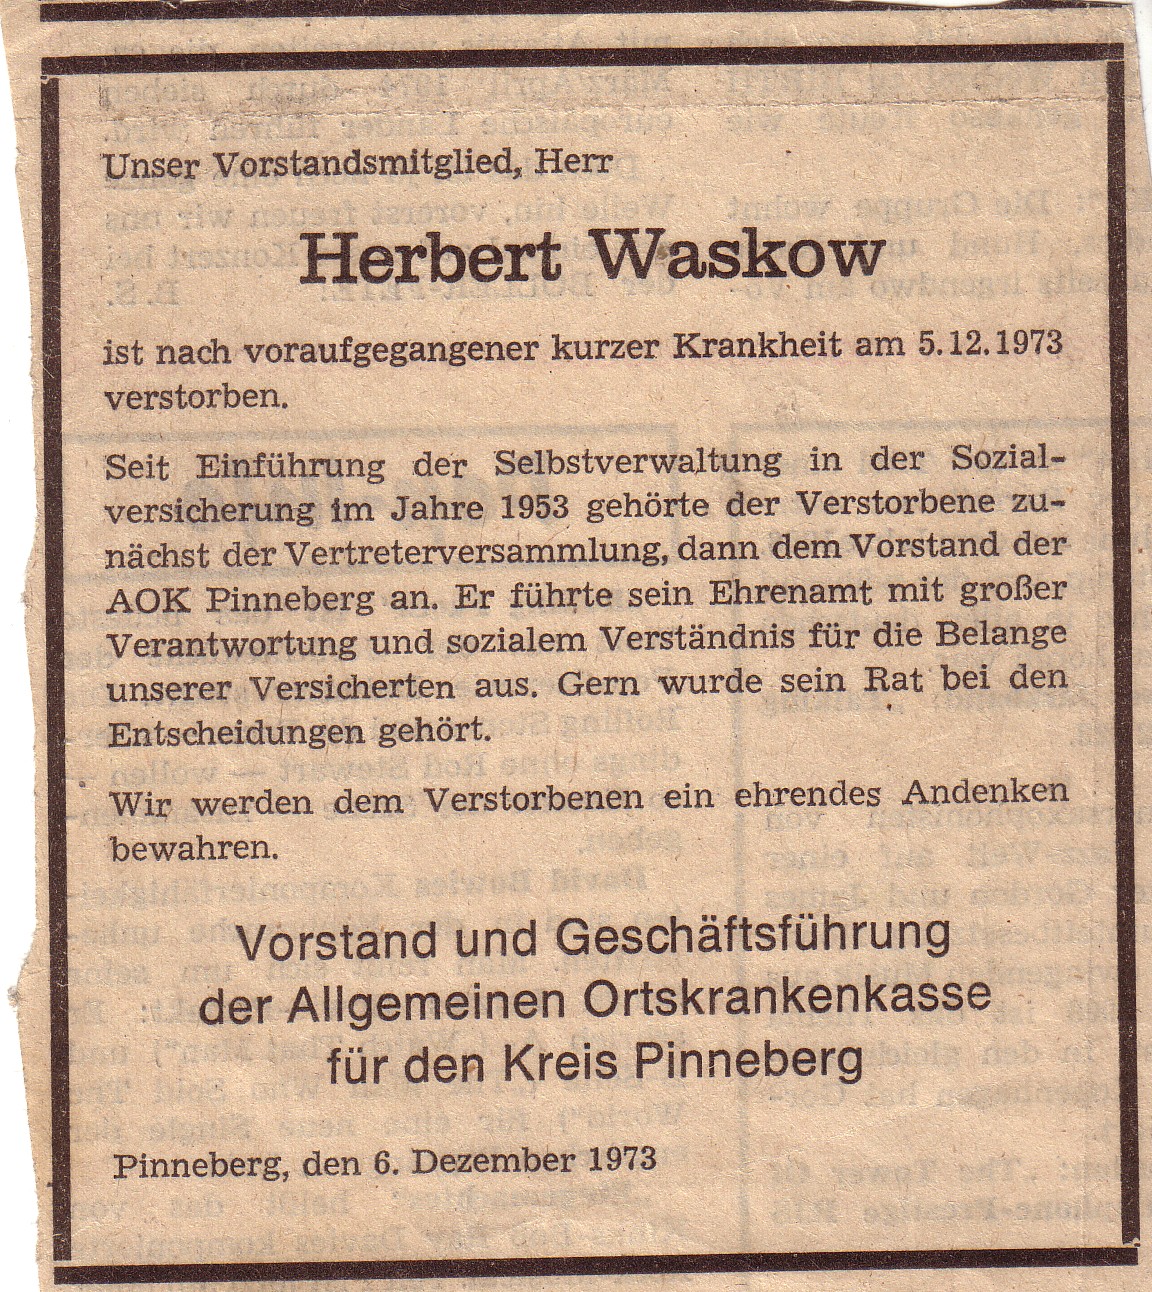 Unser Vorstandsmitglied, Herr
Herbert Waskow
ist nach voraufgegangener kurzer Krankheit am 5.12.1973
verstorben.
Seit Einführung der Selbstverwaltung in der Sozial-
versicherung im Jahre 1953 gehörte der Verstorbene zu-
nächst der Vertreterversammlung, dann dem Vorstand der
AOK Pinneberg an. Er führte sein Ehrenamt mit großer
Verantwortung und sozialem Verständnis für die Belange
unserer Versicherten aus. Gern wurde sein Rat bei den
Entscheidungen gehört.
Wir werden dem Verstorbenen ein ehrendes Andenken
bewahren.
Vorstand und Geschäftsführung
der Allgemeinen Ortskrankenkasse
für den Kreis Pinneberg
Pinneberg, den 6. Dezember 1973